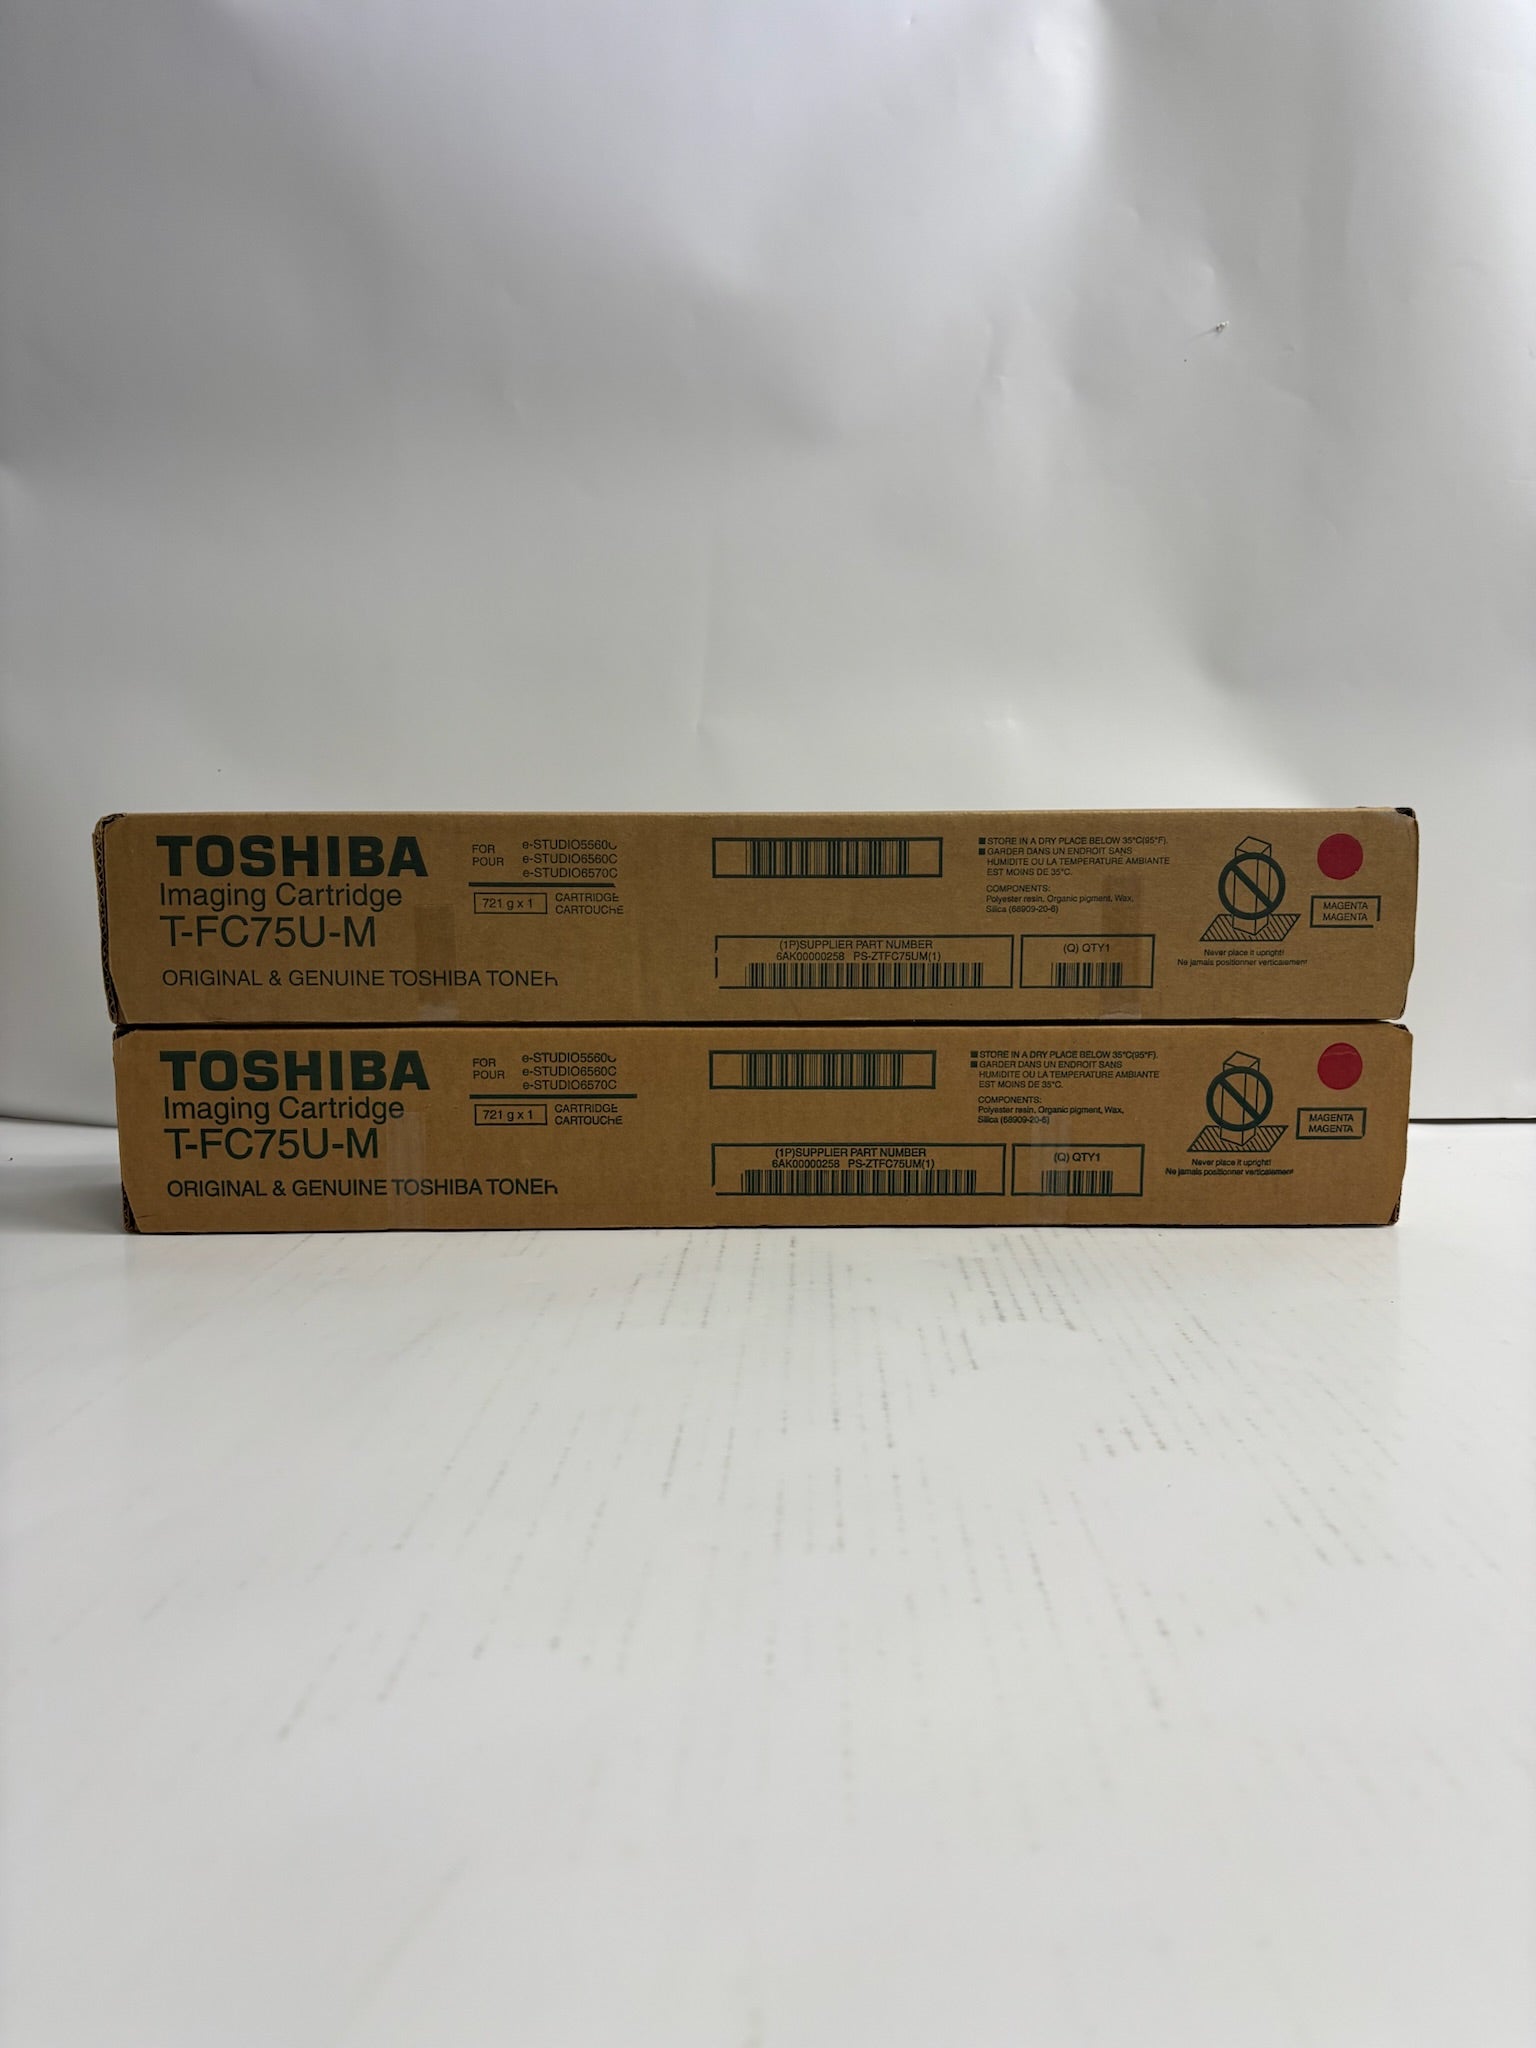 TOSHIBA
Imaging Cartridge
T-FC75U-M
ORIGINAL & GENUINE TOSHIBA TONER
FOR
POUR
e-STUDIO5560C
e-STUDIO6560C
e-STUDIO6570C
721 g x 1
CARTRIDGE
CARTOUCHE
(1P)SUPPLIER PART NUMBER
6AK00000258 PS-ZTFC75UM(1)
(Q) QTY1
■ STORE IN A DRY PLACE BELOW 35°C(95°F).
■ GARDER DANS UN ENDROIT SANS
HUMIDITE OU LA TEMPERATURE AMBIANTE
EST MOINS DE 35°C.
COMPONENTS:
Polyester resin, Organic pigment, Wax,
Silica (68909-20-6)
Never place it upright!
Ne jamais positionner verticalement
MAGENTA
MAGENTA
TOSHIBA
Imaging Cartridge
T-FC75U-M
ORIGINAL & GENUINE TOSHIBA TONER
FOR
POUR
e-STUDIO5560C
e-STUDIO6560C
e-STUDIO6570C
721 g x 1
CARTRIDGE
CARTOUCHE
(1P)SUPPLIER PART NUMBER
6AK00000258 PS-ZTFC75UM(1)
(Q) QTY1
■ STORE IN A DRY PLACE BELOW 35°C(95°F).
■ GARDER DANS UN ENDROIT SANS
HUMIDITE OU LA TEMPERATURE AMBIANTE
EST MOINS DE 35°C.
COMPONENTS:
Polyester resin, Organic pigment, Wax,
Silica (68909-20-6)
Never place it upright!
Ne jamais positionner verticalement
MAGENTA
MAGENTA